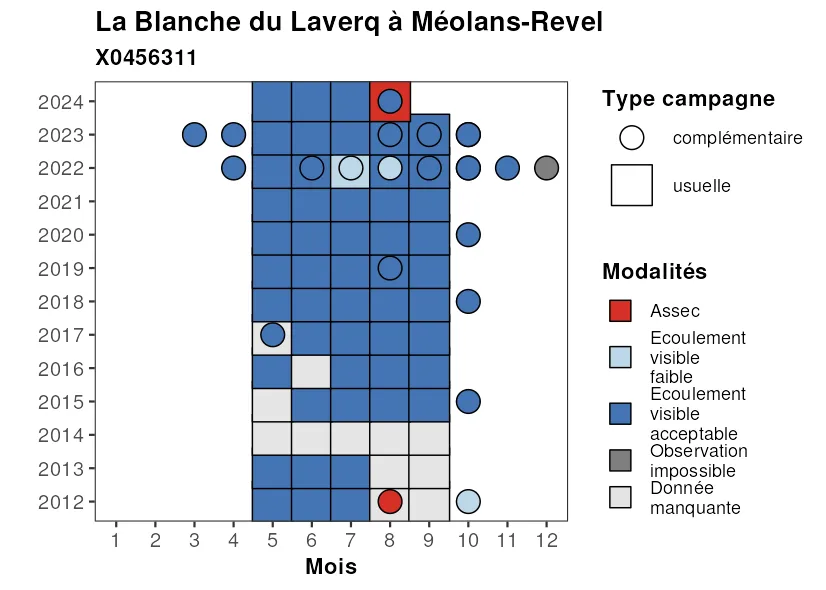 La Blanche du Laverq à Méolans-Revel
X0456311
2024
2023
2022
2021
2020
2019
2018
2017
2016
2015
2014
2013
2012
1 2 3 4 5 6 7 8 9 10 11 12
Mois
Type campagne
complémentaire
usuelle
Modalités
Assec
Ecoulement
visible
faible
Ecoulement
visible
acceptable
Observation
impossible
Donnée
manquante